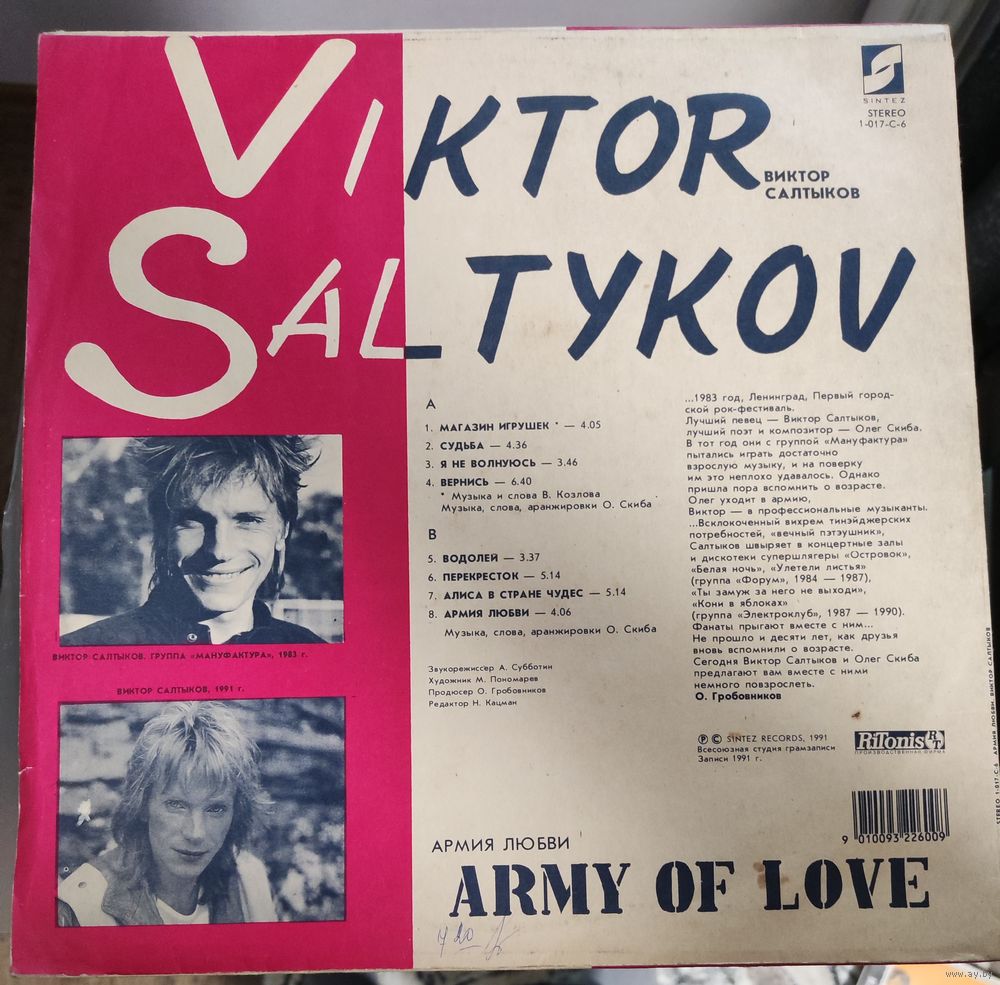 VIKTOR
SALTYKOV
SINTEZ
STEREO
1-017-C-6
ВИКТОР
САЛТЫКОВ
A
1. МАГАЗИН ИГРУШЕК * — 4.05
2. СУДЬБА — 4.36
3. Я НЕ ВОЛНУЮСЬ — 3.46
4. ВЕРНИСЬ — 6.40
* Музыка и слова В. Козлова
Музыка, слова, аранжировки О. Скиба
B
5. ВОДОЛЕЙ — 3.37
6. ПЕРЕКРЕСТОК — 5.14
7. АЛИСА В СТРАНЕ ЧУДЕС — 5.14
8. АРМИЯ ЛЮБВИ — 4.06
Музыка, слова, аранжировки О. Скиба
Звукорежиссер А. Субботин
Художник М. Пономарев
Продюсер О. Гробовников
Редактор Н. Кацман
...1983 год, Ленинград, Первый город-
ской рок-фестиваль.
Лучший певец — Виктор Салтыков,
лучший поэт и композитор — Олег Скиба.
В тот год они с группой «Мануфактура»
пытались играть достаточно
взрослую музыку, и на поверку
им это неплохо удавалось. Однако
пришла пора вспомнить о возрасте.
Олег уходит в армию,
Виктор — в профессиональные музыканты.
...Всклокоченный вихрем тинэйджерских
потребностей, «вечный пэтэушник»,
Салтыков швыряет в концертные залы
и дискотеки супершлягеры «Островок»,
«Белая ночь», «Улетели листья»
(группа «Форум», 1984 — 1987),
«Ты замуж за него не выходи»,
«Кони в яблоках»
(группа «Электроклуб», 1987 — 1990).
Фанаты прыгают вместе с ним...
Не прошло и десяти лет, как друзья
вновь вспомнили о возрасте.
Сегодня Виктор Салтыков и Олег Скиба
предлагают вам вместе с ними
немного повзрослеть.
О. Гробовников
ВИКТОР САЛТЫКОВ. ГРУППА «МАНУФАКТУРА», 1983 г.
ВИКТОР САЛТЫКОВ, 1991 г.
Ⓟ © SINTEZ RECORDS, 1991
Всесоюзная студия грамзаписи
Записи 1991 г.
RiTonis RT
ПРОИЗВОДСТВЕННАЯ ФИРМА
9 010093 226009
АРМИЯ ЛЮБВИ
ARMY OF LOVE
STEREO 1-017-C-6 АРМИЯ ЛЮБВИ. ВИКТОР САЛТЫКОВ
www.ay.by